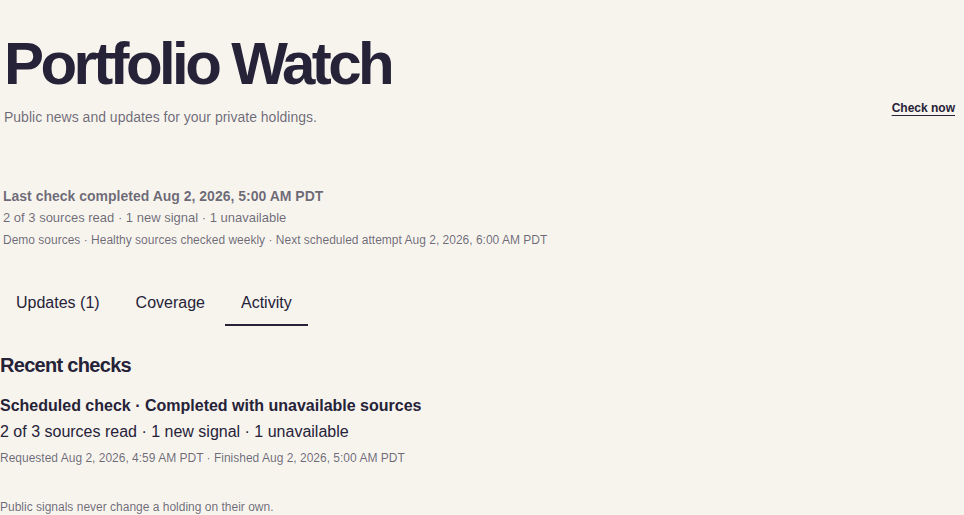 Portfolio Watch
Public news and updates for your private holdings.
Check now
Last check completed Aug 2, 2026, 5:00 AM PDT
2 of 3 sources read · 1 new signal · 1 unavailable
Demo sources · Healthy sources checked weekly · Next scheduled attempt Aug 2, 2026, 6:00 AM PDT
Updates (1) Coverage Activity
Recent checks
Scheduled check · Completed with unavailable sources
2 of 3 sources read · 1 new signal · 1 unavailable
Requested Aug 2, 2026, 4:59 AM PDT · Finished Aug 2, 2026, 5:00 AM PDT
Public signals never change a holding on their own.